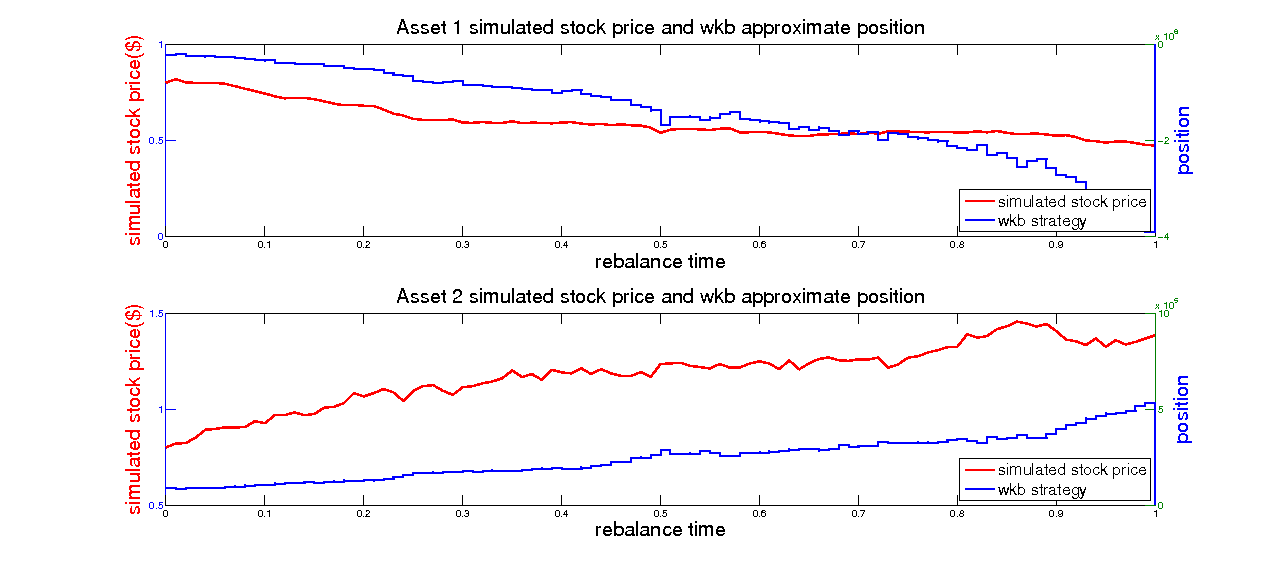 Asset 1 simulated stock price and wkb approximate position
x 10^6
simulated stock price($)
1
0.5
0
0
-2
-4
position
simulated stock price
wkb strategy
0 0.1 0.2 0.3 0.4 0.5 0.6 0.7 0.8 0.9 1
rebalance time
Asset 2 simulated stock price and wkb approximate position
x 10^5
simulated stock price($)
1.5
1
0.5
10
5
0
position
simulated stock price
wkb strategy
0 0.1 0.2 0.3 0.4 0.5 0.6 0.7 0.8 0.9 1
rebalance time